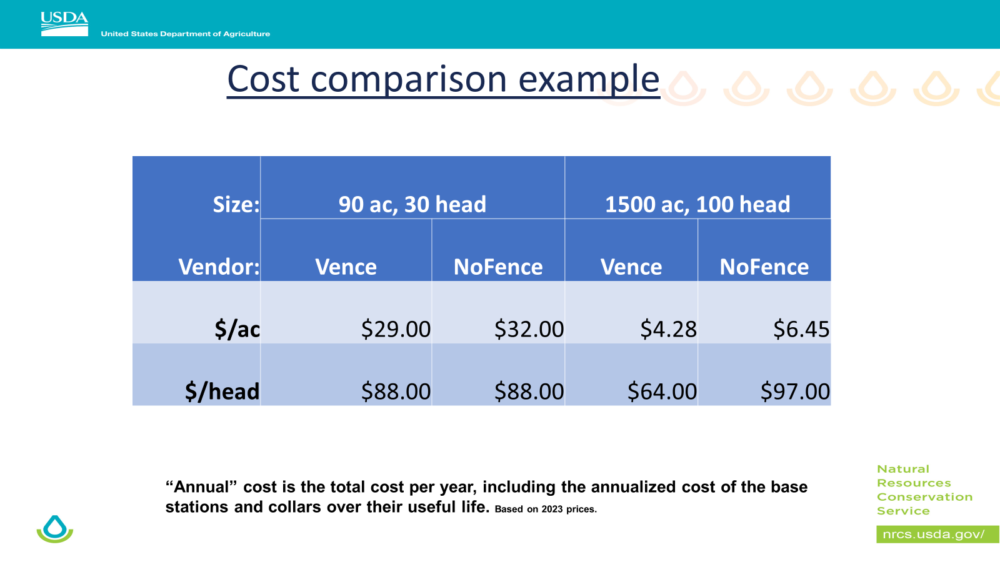 USDA
United States Department of Agriculture
Cost comparison example
Size: 90 ac, 30 head 1500 ac, 100 head
Vendor: Vence NoFence Vence NoFence
$/ac $29.00 $32.00 $4.28 $6.45
$/head $88.00 $88.00 $64.00 $97.00
“Annual” cost is the total cost per year, including the annualized cost of the base
stations and collars over their useful life. Based on 2023 prices.
Natural
Resources
Conservation
Service
nrcs.usda.gov/